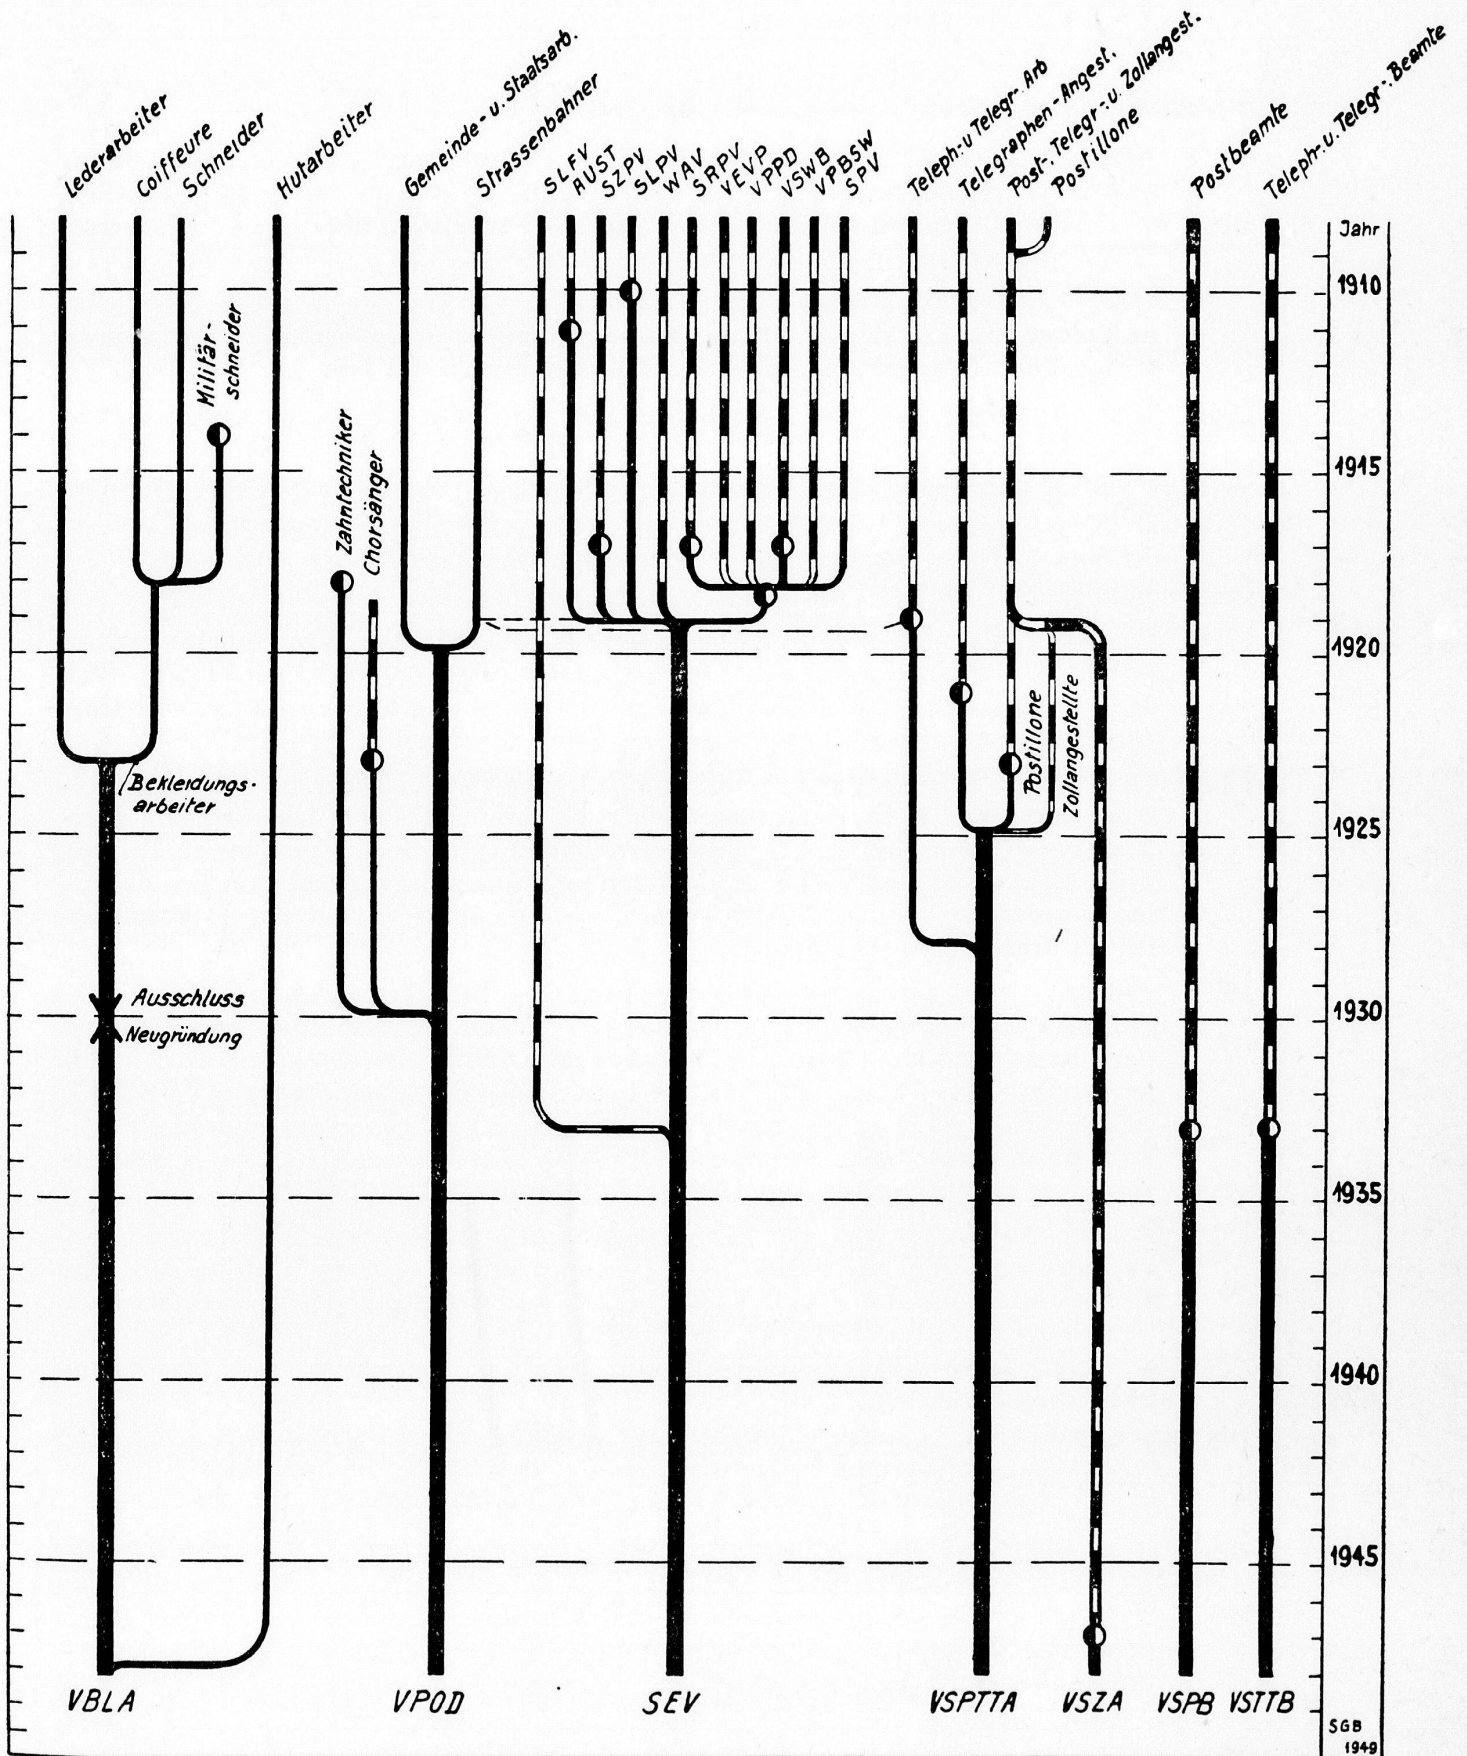 Lederarbeiter
Coiffeure
Schneider
Hutarbeiter
Gemeinde- u. Staatsarb.
Strassenbahner
SLFV
AUST
SZPV
SLPV
WAV
SRPV
VEVP
VPPD
VSWB
VPBSW
SPV
Teleph- u Telegr- Arb
Telegraphen- Angest.
Post-, Telegr- u. Zollangest.
Postillone
Postbeamte
Teleph- u. Telegr-. Beamte
Jahr
1910
Militär-
schneider
Zahntechniker
Chorsänger
1915
1920
Postillone
Zollangestellte
Bekleidungs-
arbeiter
1925
Ausschluss
Neugründung
1930
1935
1940
1945
VBLA
VPOD
SEV
VSPTTA
VSZA
VSPB
VSTTB
SGB
1949